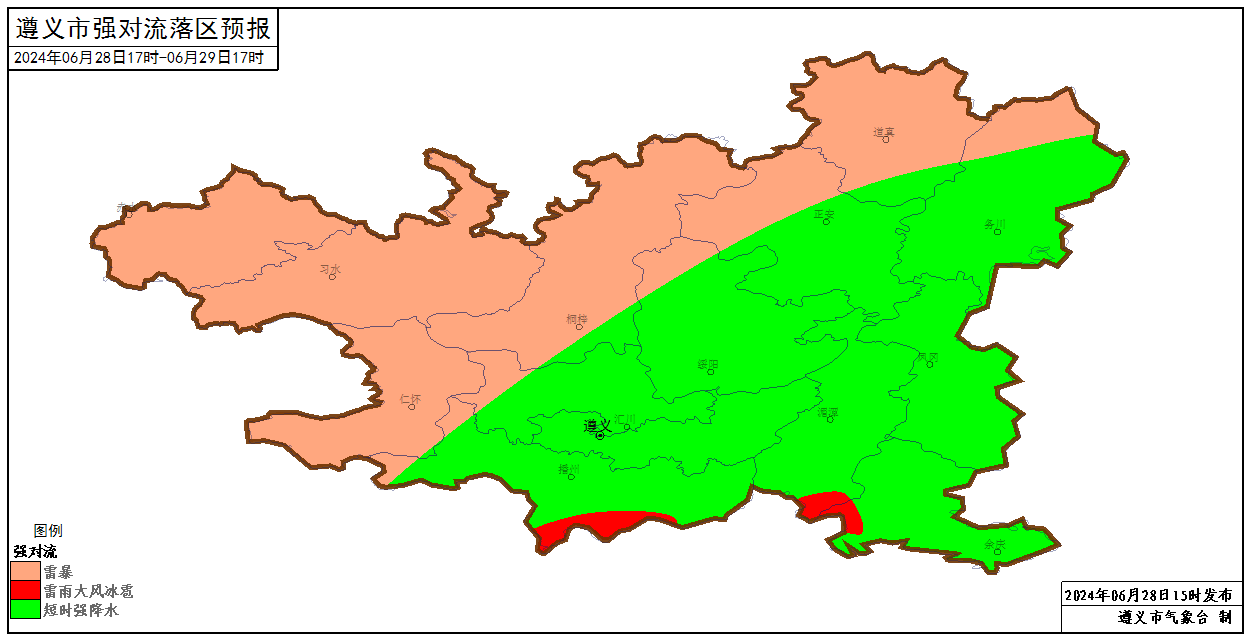 遵义市强对流落区预报
2024年06月28日17时-06月29日17时
道真
赤水
正安
务川
习水
桐梓
绥阳
凤冈
仁怀
湄潭
汇川
遵义
播州
余庆
图例
强对流
雷暴
雷雨大风冰雹
短时强降水
2024年06月28日15时发布
遵义市气象台 制